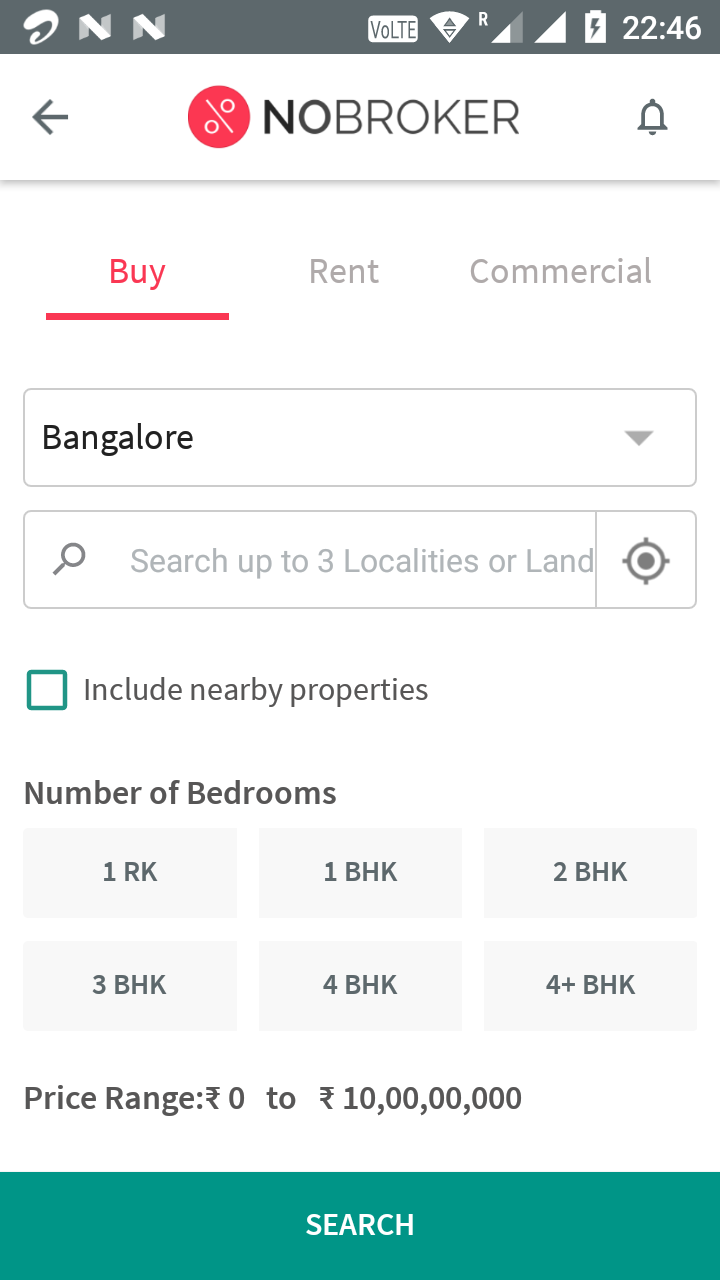 VoLTE R 22:46
NOBROKER
Buy Rent Commercial
Bangalore
Search up to 3 Localities or Land
Include nearby properties
Number of Bedrooms
1 RK 1 BHK 2 BHK
3 BHK 4 BHK 4+ BHK
Price Range:₹ 0 to ₹ 10,00,00,000
SEARCH